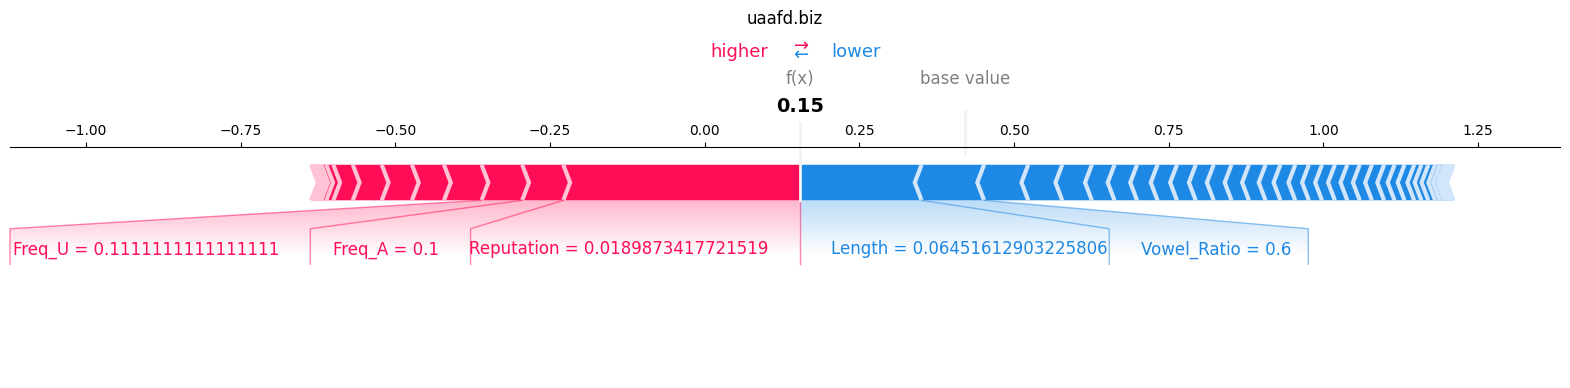 uaafd.biz
higher → ← lower
f(x) base value
0.15
−1.00 −0.75 −0.50 −0.25 0.00 0.25 0.50 0.75 1.00 1.25
Freq_U = 0.1111111111111111 Freq_A = 0.1 Reputation = 0.0189873417721519 Length = 0.06451612903225806 Vowel_Ratio = 0.6